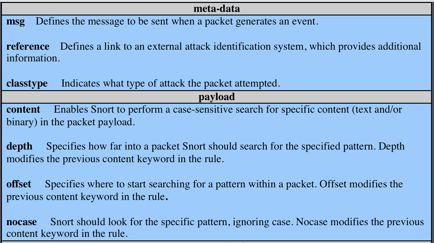 meta-data
msg Defines the message to be sent when a packet generates an event.
reference Defines a link to an external attack identification system, which provides additional
information.
classtype Indicates what type of attack the packet attempted.
payload
content Enables Snort to perform a case-sensitive search for specific content (text and/or
binary) in the packet payload.
depth Specifies how far into a packet Snort should search for the specified pattern. Depth
modifies the previous content keyword in the rule.
offset Specifies where to start searching for a pattern within a packet. Offset modifies the
previous content keyword in the rule.
nocase Snort should look for the specific pattern, ignoring case. Nocase modifies the previous
content keyword in the rule.